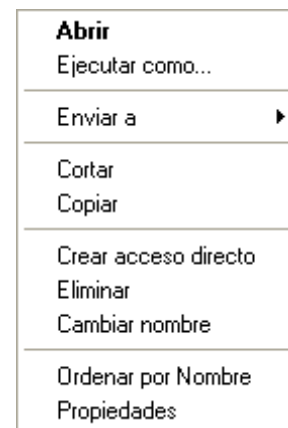 Abrir
Ejecutar como...
Enviar a
Cortar
Copiar
Crear acceso directo
Eliminar
Cambiar nombre
Ordenar por Nombre
Propiedades